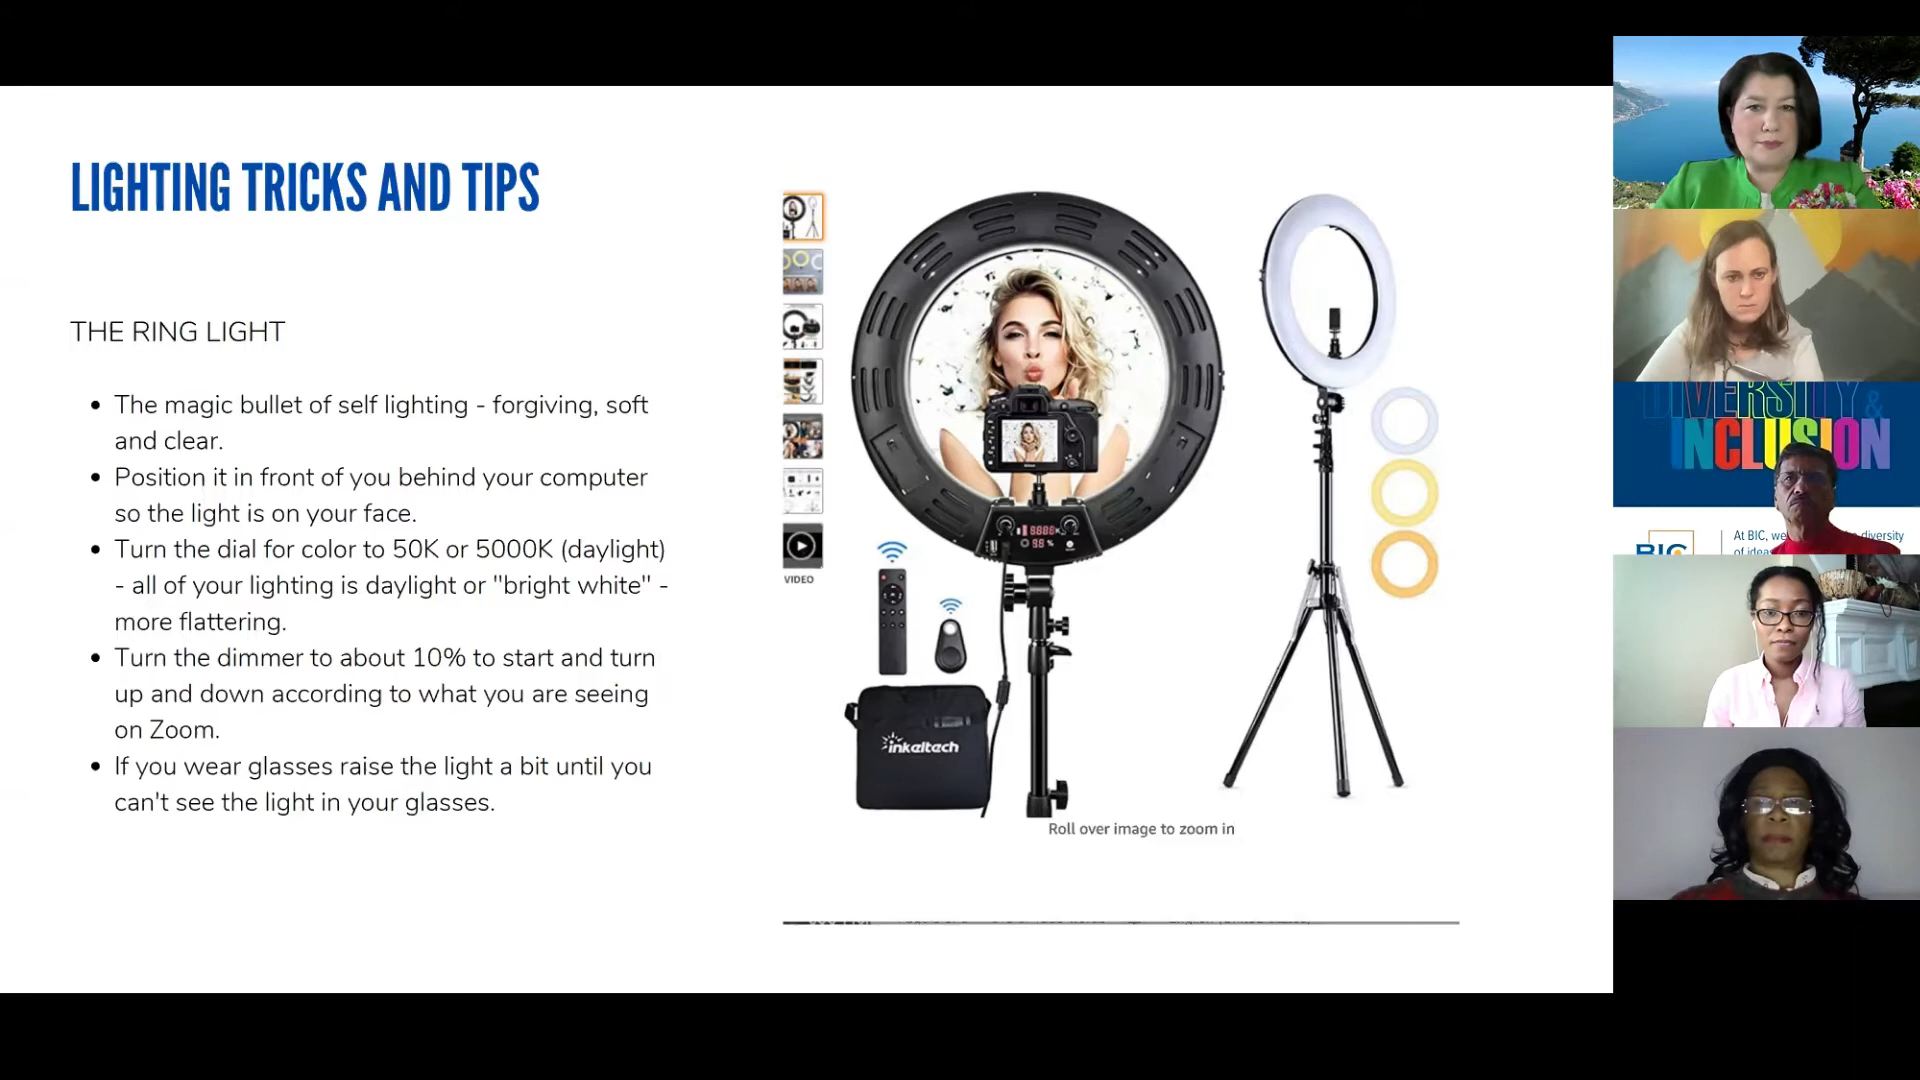 LIGHTING TRICKS AND TIPS
THE RING LIGHT
• The magic bullet of self lighting - forgiving, soft
and clear.
• Position it in front of you behind your computer
so the light is on your face.
• Turn the dial for color to 50K or 5000K (daylight)
- all of your lighting is daylight or "bright white" -
more flattering.
• Turn the dimmer to about 10% to start and turn
up and down according to what you are seeing
on Zoom.
• If you wear glasses raise the light a bit until you
can't see the light in your glasses.
VIDEO
inkeltech
Roll over image to zoom in
DIVERSITY &
INCLUSION
BIC
At BIC, we diversity
of ideas